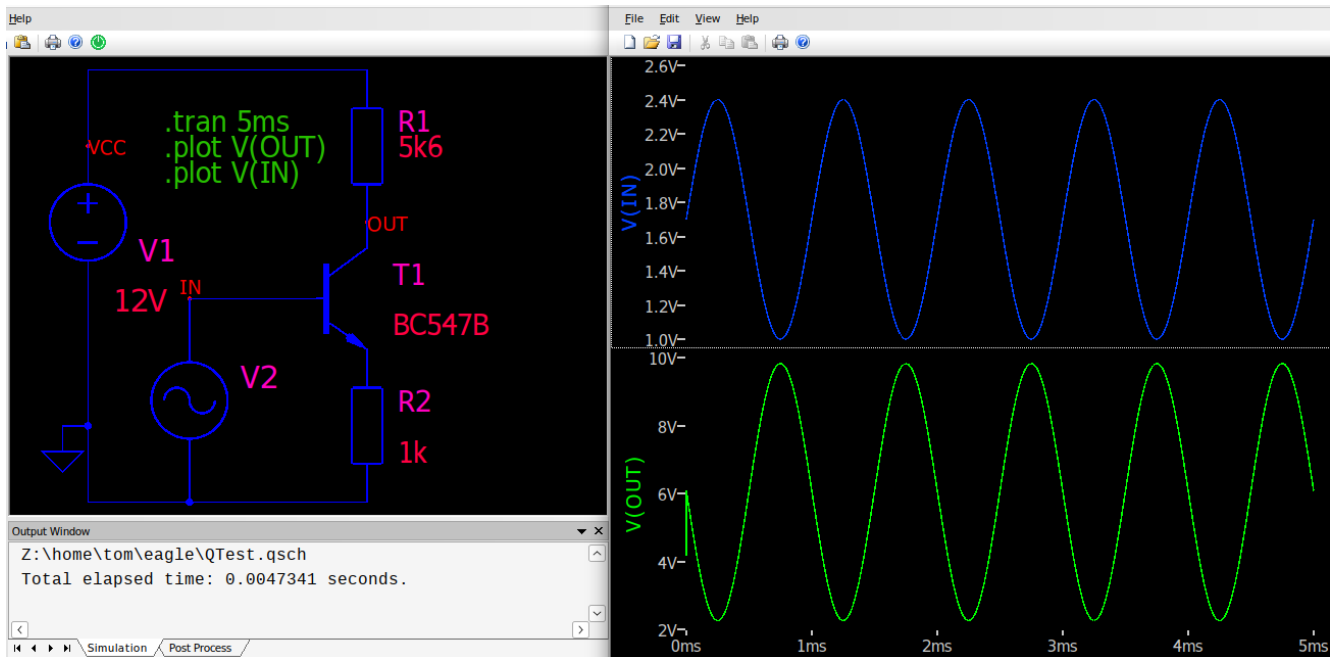 Help
.tran 5ms
.plot V(OUT)
.plot V(IN)
VCC
R1
5k6
OUT
V1
12V
IN
T1
BC547B
V2
R2
1k
Output Window
Z:\home\tom\eagle\QTest.qsch
Total elapsed time: 0.0047341 seconds.
Simulation
Post Process
File Edit View Help
2.6V
2.4V
2.2V
2.0V
1.8V
1.6V
1.4V
1.2V
1.0V
V(IN)
10V
8V
6V
4V
2V
V(OUT)
0ms 1ms 2ms 3ms 4ms 5ms